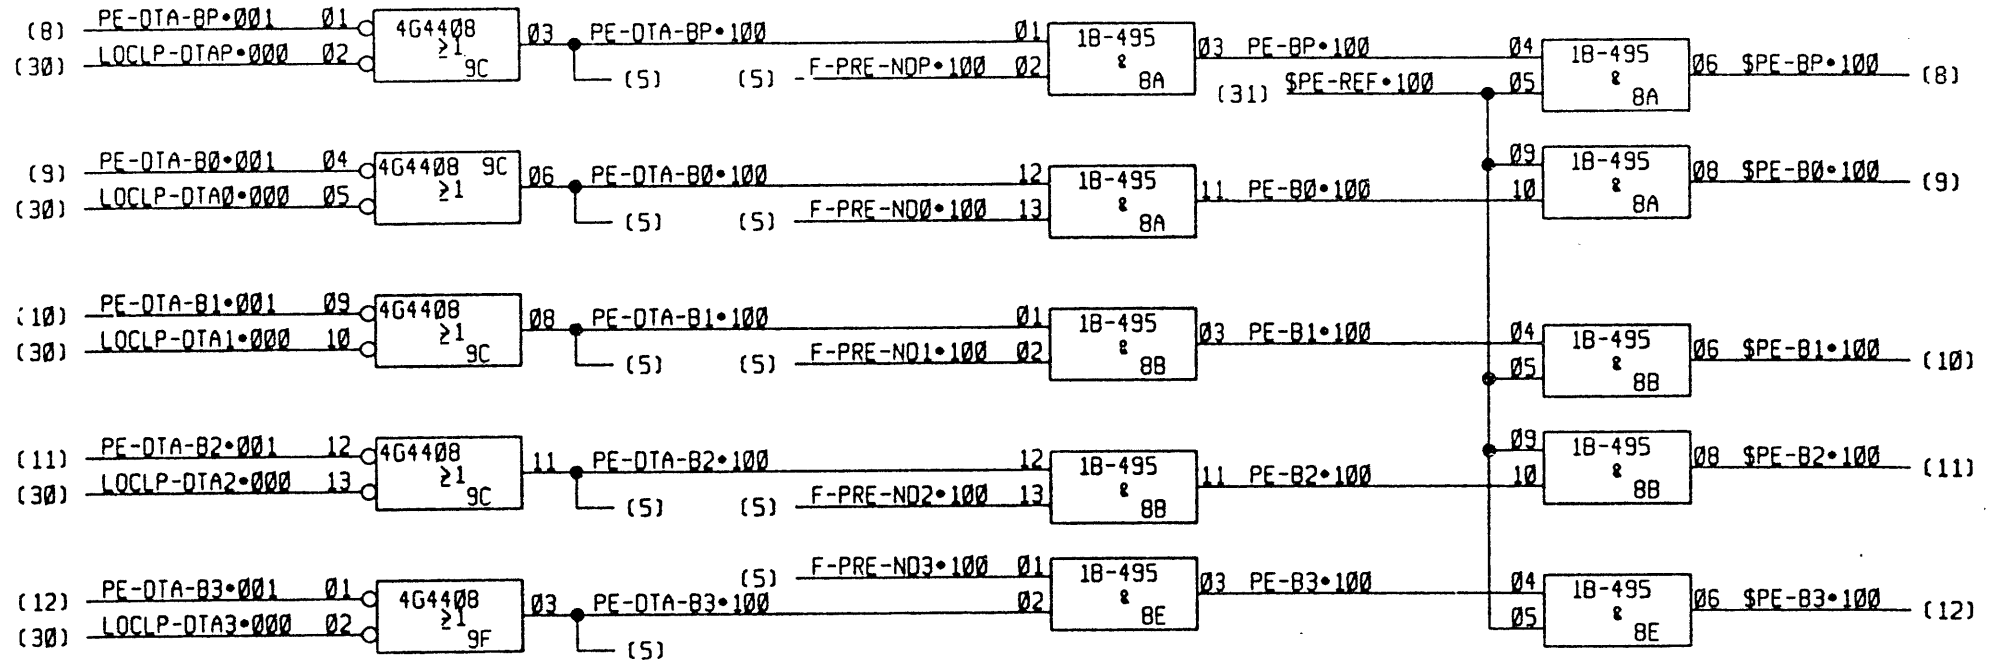 (8) PE-DTA-BP•001 01 4G4408 ≥1 9C 03 PE-DTA-BP•100 01 1B-495 & 8A 03 PE-BP•100 04 1B-495 & 8A 06 $PE-BP•100 (8)
(30) LOCLP-DTAP•000 02 (5) (5) F-PRE-NDP•100 02 (31) $PE-REF•100 05
(9) PE-DTA-B0•001 04 4G4408 9C ≥1 06 PE-DTA-B0•100 12 1B-495 & 8A 11 PE-B0•100 09 1B-495 & 8A 08 $PE-B0•100 (9)
(30) LOCLP-DTA0•000 05 (5) (5) F-PRE-ND0•100 13 10
(10) PE-DTA-B1•001 09 4G4408 ≥1 9C 08 PE-DTA-B1•100 01 1B-495 & 8B 03 PE-B1•100 04 1B-495 & 8B 06 $PE-B1•100 (10)
(30) LOCLP-DTA1•000 10 (5) (5) F-PRE-ND1•100 02 05
(11) PE-DTA-B2•001 12 4G4408 ≥1 9C 11 PE-DTA-B2•100 12 1B-495 & 8B 11 PE-B2•100 09 1B-495 & 8B 08 $PE-B2•100 (11)
(30) LOCLP-DTA2•000 13 (5) (5) F-PRE-ND2•100 13 10
(5) F-PRE-ND3•100 01 1B-495 & 8E 03 PE-B3•100 04 1B-495 & 8E 06 $PE-B3•100 (12)
(12) PE-DTA-B3•001 01 4G4408 ≥1 9F 03 PE-DTA-B3•100 02 05
(30) LOCLP-DTA3•000 02 (5)